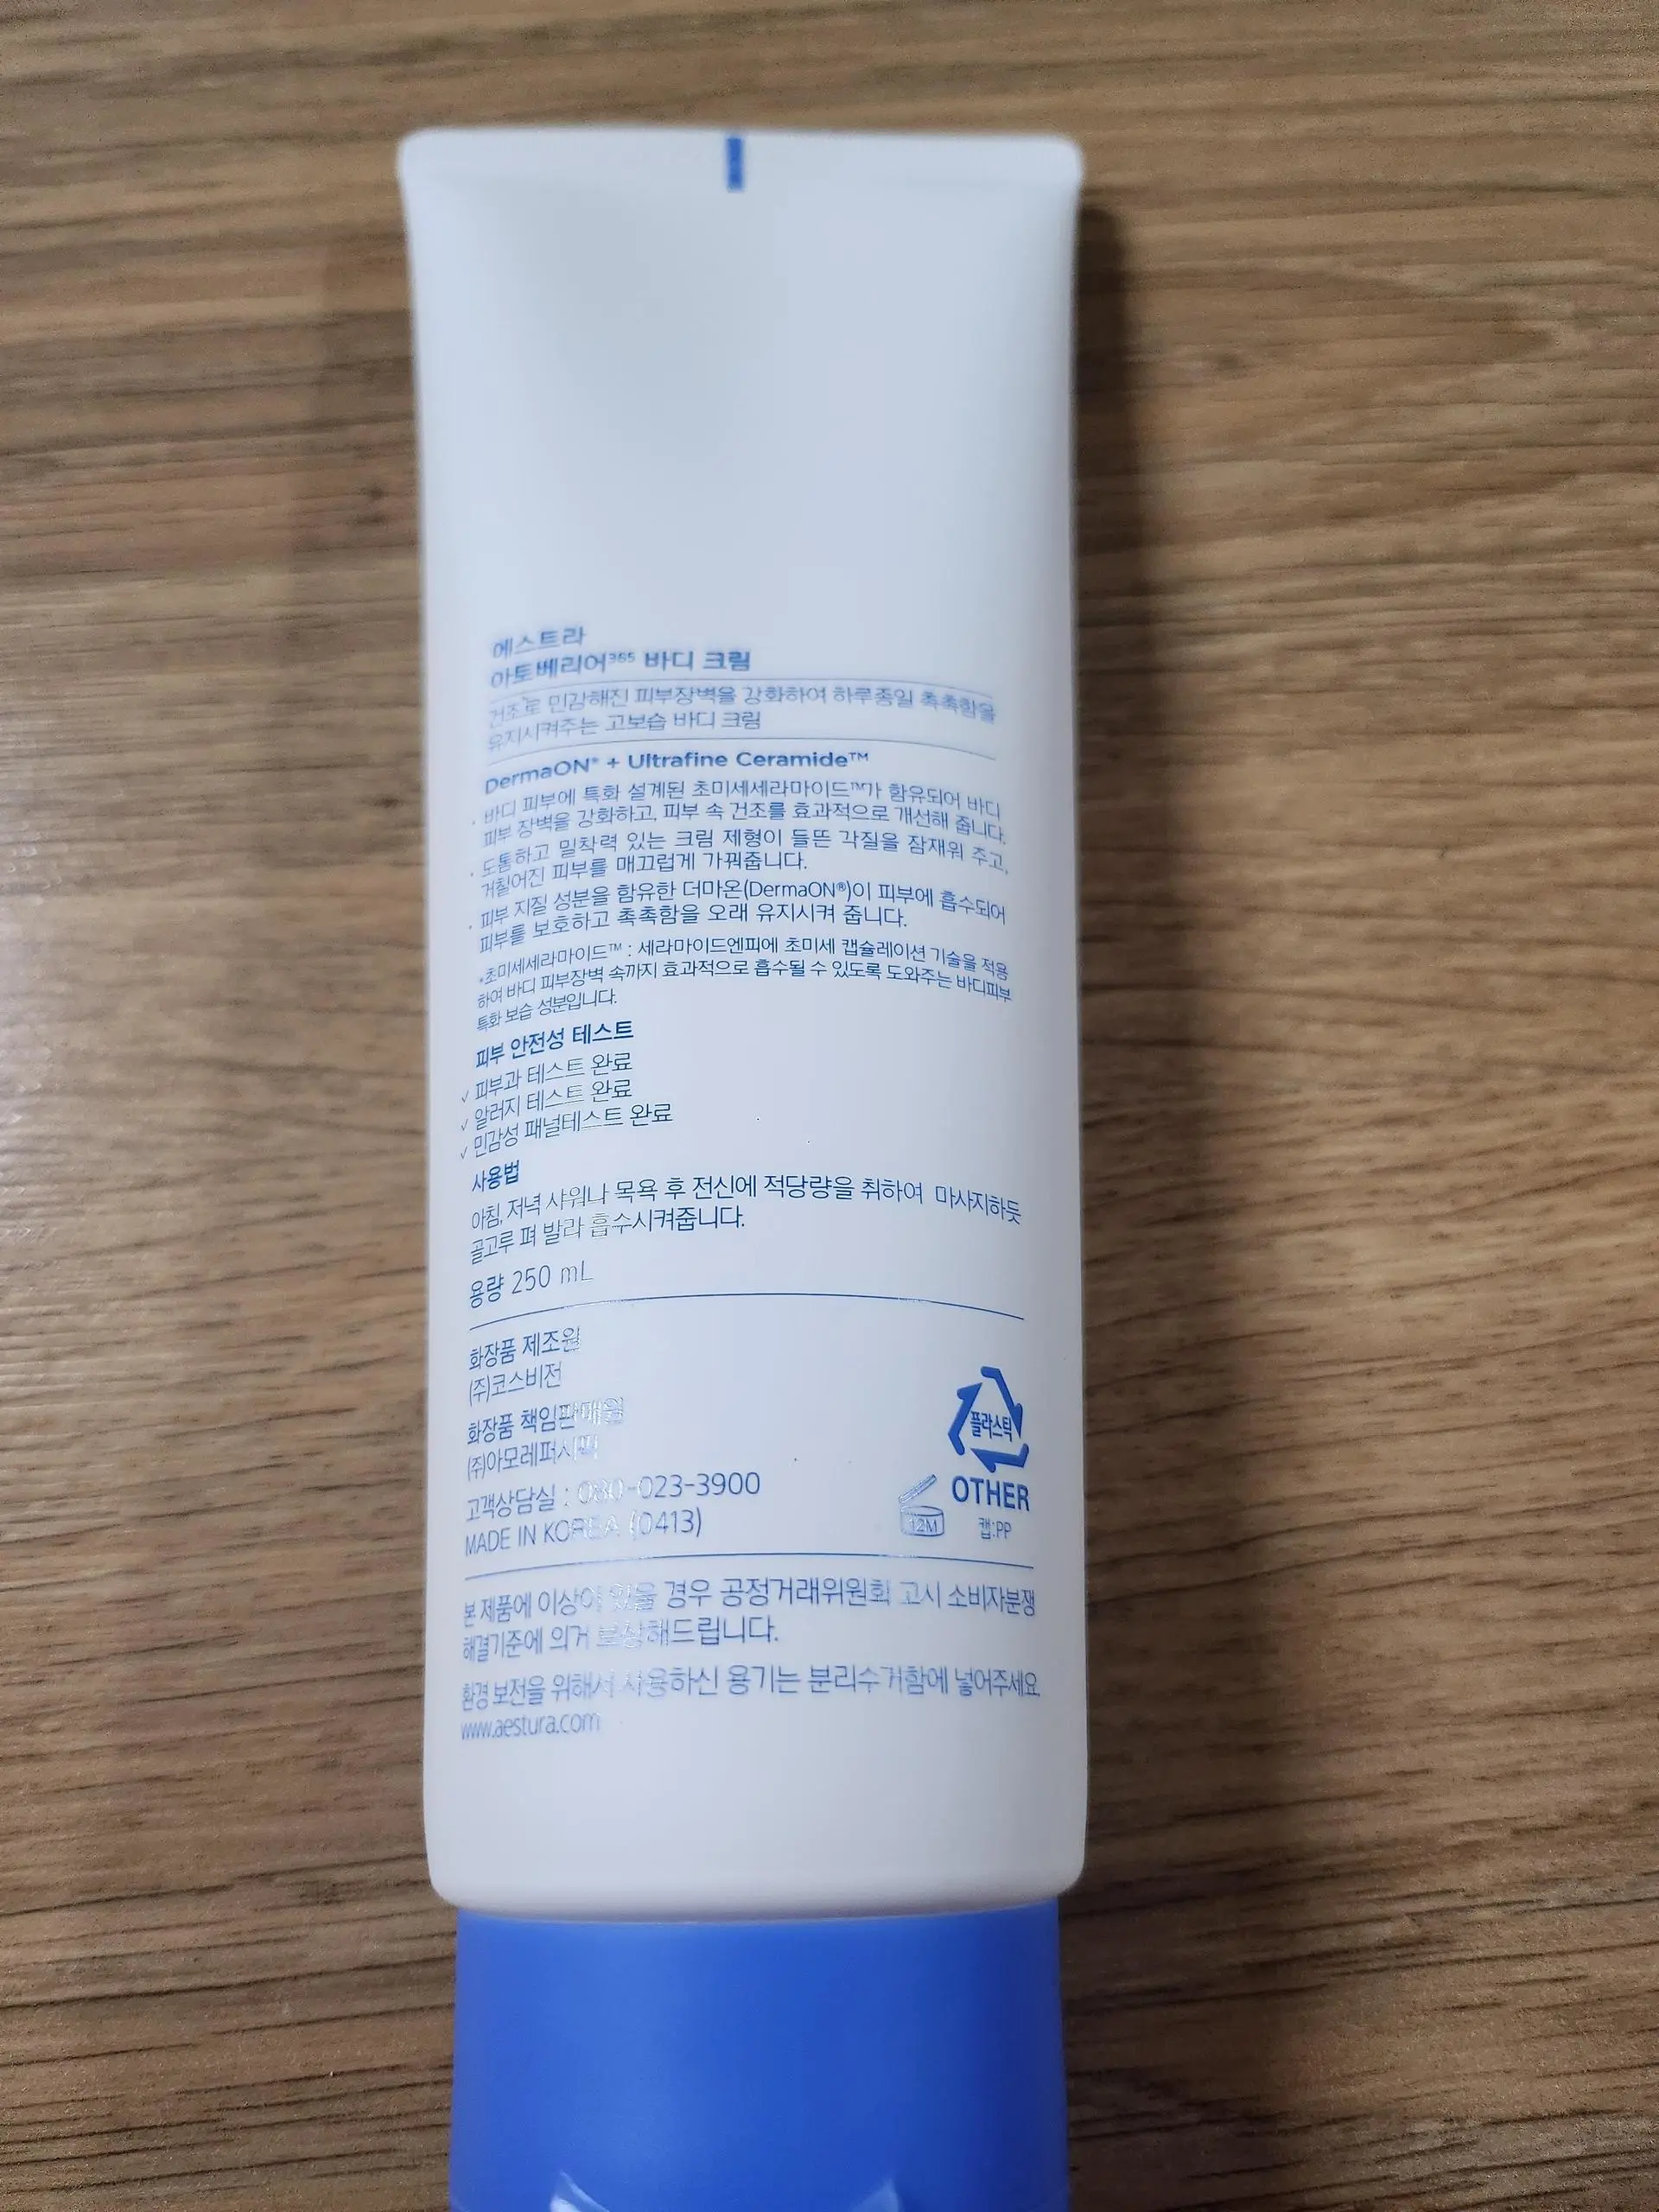 에스트라
아토베리어³⁶⁵ 바디 크림
건조로 민감해진 피부장벽을 강화하여 하루종일 촉촉함을
유지시켜주는 고보습 바디 크림
DermaON® + Ultrafine Ceramide™
· 바디 피부에 특화 설계된 초미세세라마이드™가 함유되어 바디
피부 장벽을 강화하고, 피부 속 건조를 효과적으로 개선해 줍니다.
· 도톰하고 밀착력 있는 크림 제형이 들뜬 각질을 잠재워 주고,
거칠어진 피부를 매끄럽게 가꿔줍니다.
· 피부 지질 성분을 함유한 더마온(DermaON®)이 피부에 흡수되어
피부를 보호하고 촉촉함을 오래 유지시켜 줍니다.
*초미세세라마이드™ : 세라마이드엔피에 초미세 캡슐레이션 기술을 적용
하여 바디 피부장벽 속까지 효과적으로 흡수될 수 있도록 도와주는 바디피부
특화 보습 성분입니다.
피부 안전성 테스트
✓ 피부과 테스트 완료
✓ 알러지 테스트 완료
✓ 민감성 패널테스트 완료
사용법
아침, 저녁 샤워나 목욕 후 전신에 적당량을 취하여 마사지하듯
골고루 펴 발라 흡수시켜줍니다.
용량 250 mL
화장품 제조원
(주)코스비전
화장품 책임판매원
(주)아모레퍼시픽
고객상담실 : 080-023-3900
MADE IN KOREA (0413)
플라스틱
OTHER
캡:PP
12M
본 제품에 이상이 있을 경우 공정거래위원회 고시 소비자분쟁
해결기준에 의거 보상해드립니다.
환경 보전을 위해서 사용하신 용기는 분리수거함에 넣어주세요.
www.aestura.com